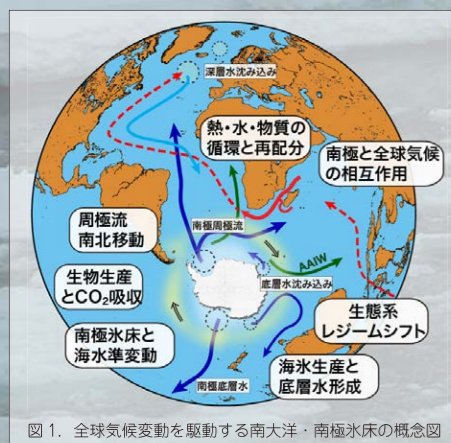 深層水沈み込み
熱・水・物質の
循環と再配分
南極と全球気候
の相互作用
周極流
南北移動
南極周極流
AAIW
生物生産
とCO₂吸収
底層水沈み込み
生態系
レジームシフト
南極氷床と
海水準変動
海氷生産と
底層水形成
南極底層水
図 1．全球気候変動を駆動する南大洋・南極氷床の概念図